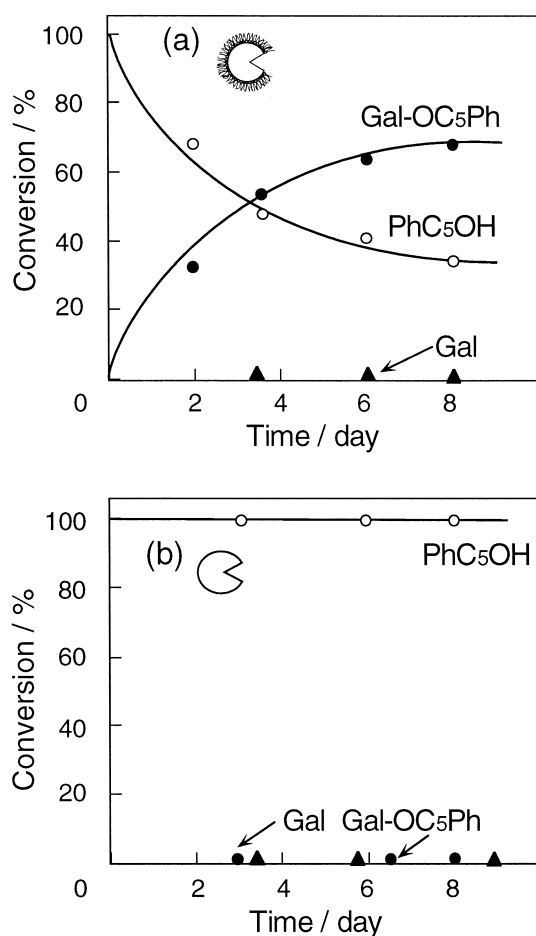 100
(a)
80
Gal-OC5Ph
60
PhC5OH
40
20
Gal
0
2
4
6
8
Time / day
Conversion / %
100
(b)
PhC5OH
80
60
40
20
Gal
Gal-OC5Ph
0
2
4
6
8
Time / day
Conversion / %